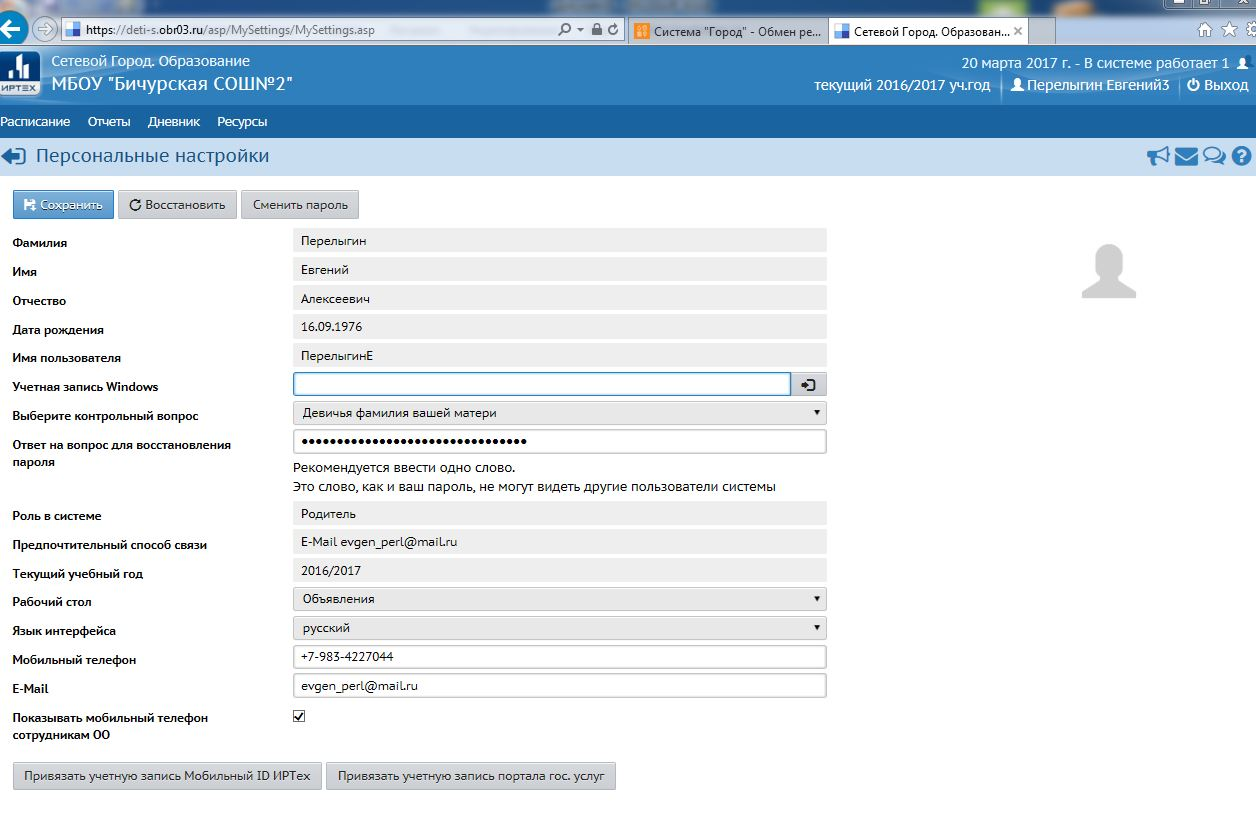 https://deti-s.obr03.ru/asp/MySettings/MySettings.asp
Система "Город" - Обмен ре...
Сетевой Город. Образован...
ИРТЕХ
Сетевой Город. Образование
МБОУ "Бичурская СОШ№2"
20 марта 2017 г. - В системе работает 1
текущий 2016/2017 уч.год
Перелыгин Евгений3
Выход
Расписание Отчеты Дневник Ресурсы
Персональные настройки
Сохранить Восстановить Сменить пароль
Фамилия Перелыгин
Имя Евгений
Отчество Алексеевич
Дата рождения 16.09.1976
Имя пользователя ПерелыгинЕ
Учетная запись Windows
Выберите контрольный вопрос Девичья фамилия вашей матери
Ответ на вопрос для восстановления
пароля
Рекомендуется ввести одно слово.
Это слово, как и ваш пароль, не могут видеть другие пользователи системы
Роль в системе Родитель
Предпочтительный способ связи E-Mail evgen_perl@mail.ru
Текущий учебный год 2016/2017
Рабочий стол Объявления
Язык интерфейса русский
Мобильный телефон +7-983-4227044
E-Mail evgen_perl@mail.ru
Показывать мобильный телефон
сотрудникам ОО
Привязать учетную запись Мобильный ID ИРТех Привязать учетную запись портала гос. услуг